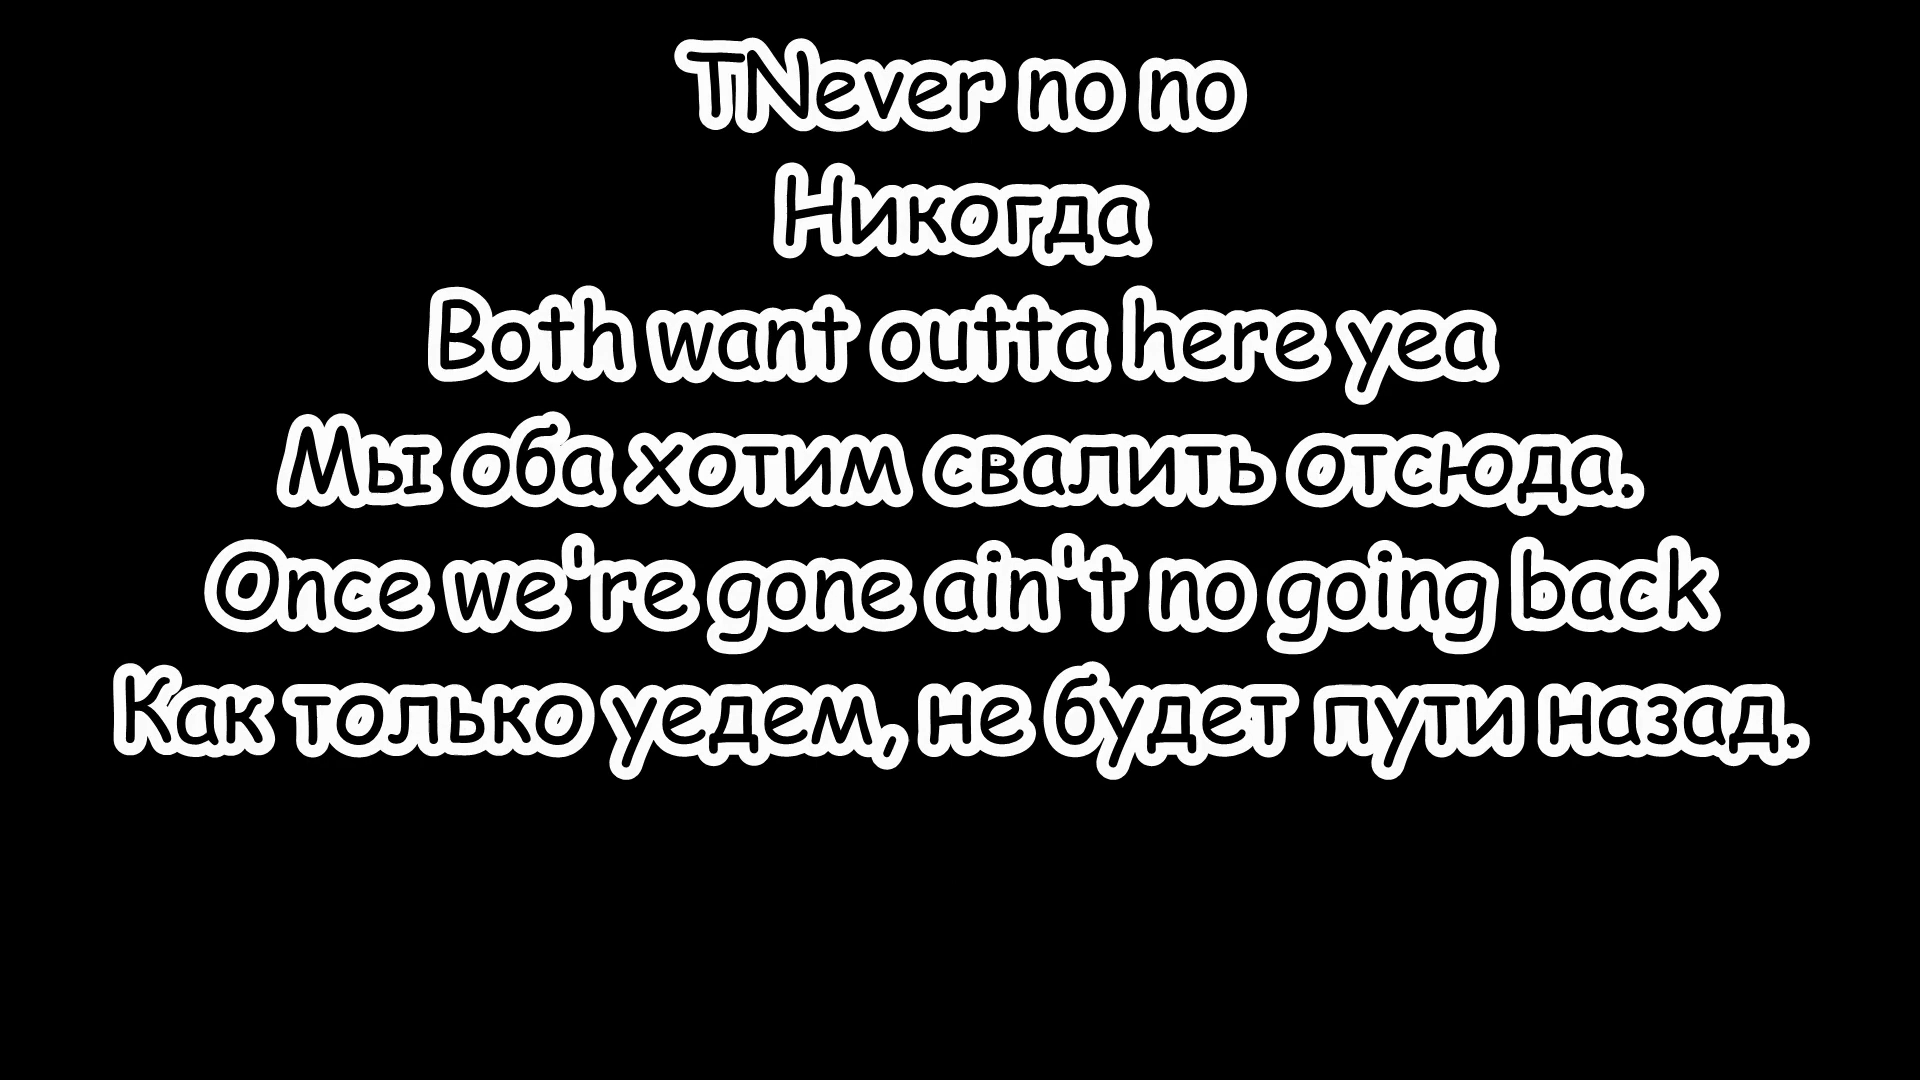 TNever no no
Никогда
Both want outta here yea
Мы оба хотим свалить отсюда.
Once we're gone ain't no going back
Как только уедем, не будет пути назад.